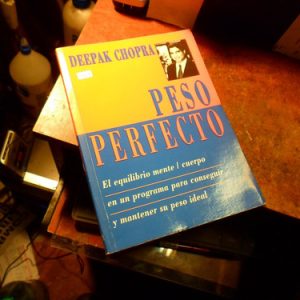 DEEPAK CHOPRA
PESO
PERFECTO
El equilibrio mente / cuerpo
en un programa para conseguir
y mantener su peso ideal